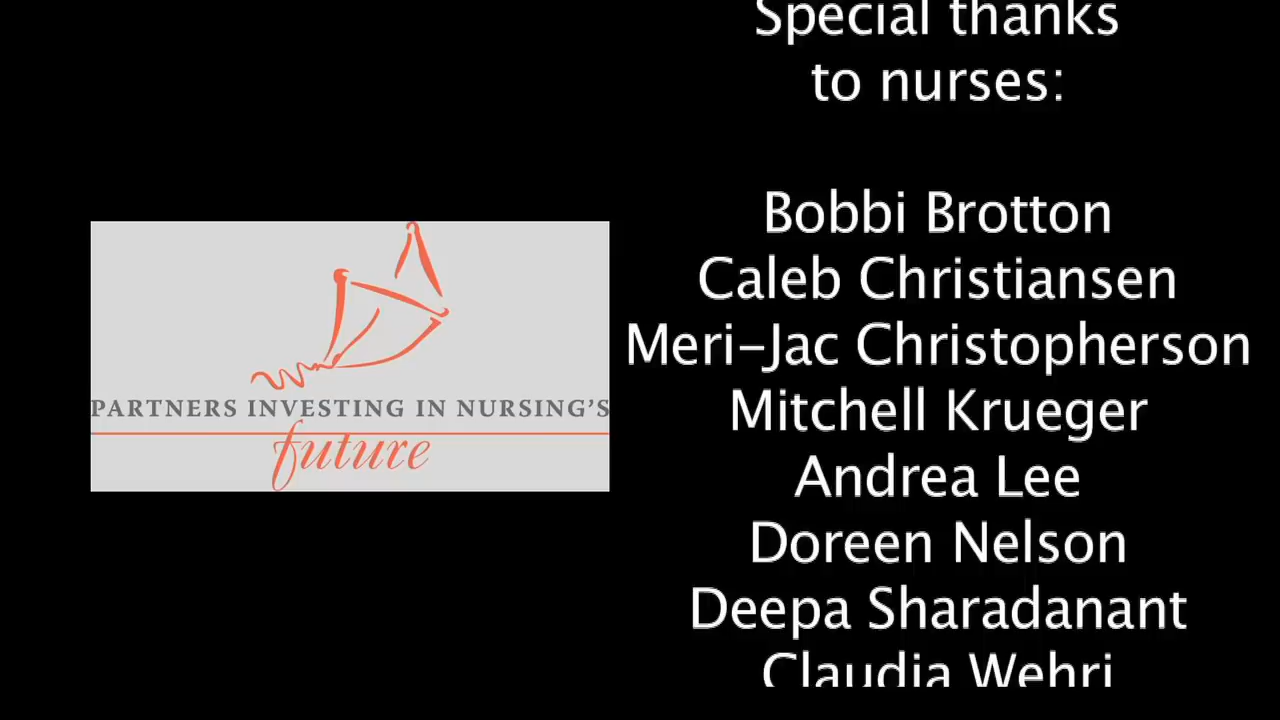 PARTNERS INVESTING IN NURSING'S
future
Special thanks
to nurses:
Bobbi Brotton
Caleb Christiansen
Meri-Jac Christopherson
Mitchell Krueger
Andrea Lee
Doreen Nelson
Deepa Sharadanant
Claudia Wehri